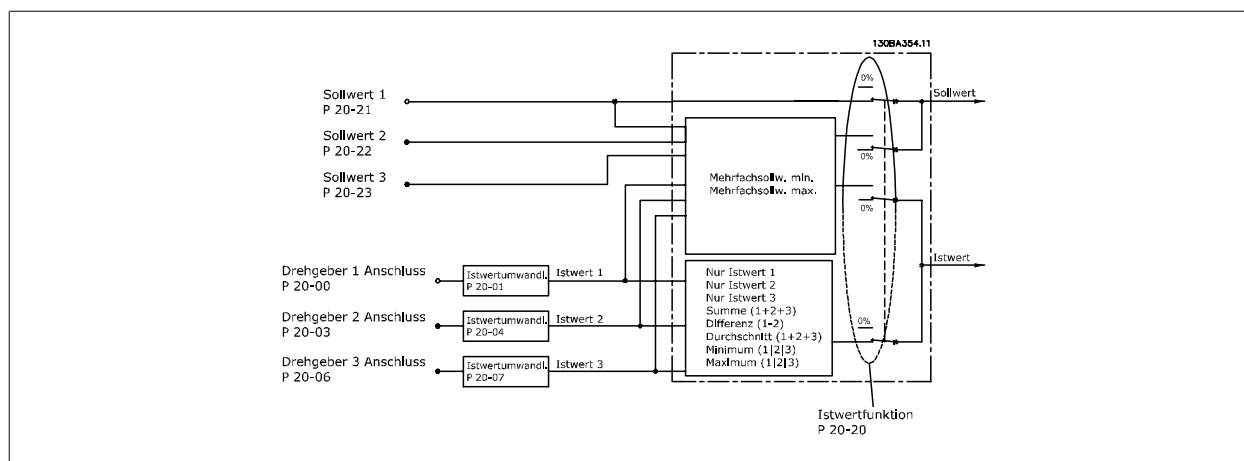 130BA354.11
Sollwert 1
P 20-21
Sollwert 2
P 20-22
Sollwert 3
P 20-23
0%
Sollwert
0%
Mehrfachsollw. min.
Mehrfachsollw. max.
0%
Istwert
Drehgeber 1 Anschluss
P 20-00
Istwertumwandl.
P 20-01
Istwert 1
Drehgeber 2 Anschluss
P 20-03
Istwertumwandl.
P 20-04
Istwert 2
Drehgeber 3 Anschluss
P 20-06
Istwertumwandl.
P 20-07
Istwert 3
Nur Istwert 1
Nur Istwert 2
Nur Istwert 3
Summe (1+2+3)
Differenz (1-2)
Durchschnitt (1+2+3)
Minimum (1|2|3)
Maximum (1|2|3)
0%
Istwertfunktion
P 20-20